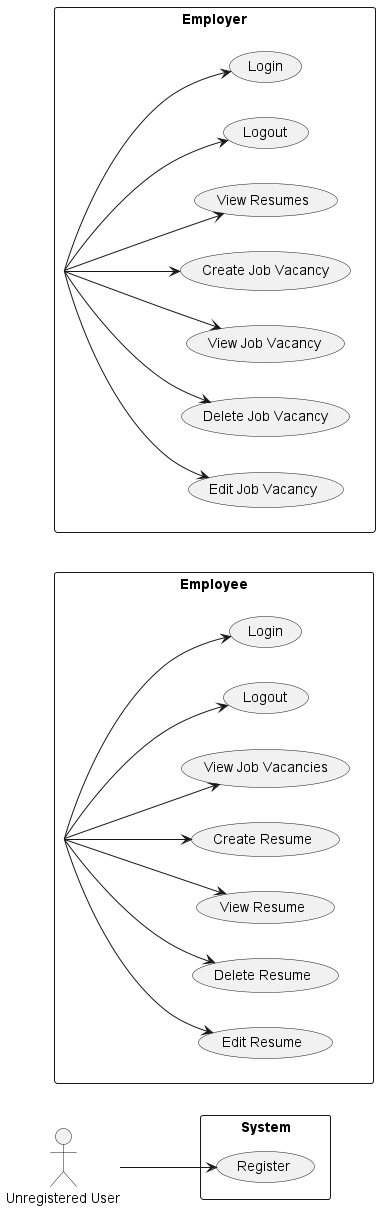 Employer
Login
Logout
View Resumes
Create Job Vacancy
View Job Vacancy
Delete Job Vacancy
Edit Job Vacancy
Employee
Login
Logout
View Job Vacancies
Create Resume
View Resume
Delete Resume
Edit Resume
System
Register
Unregistered User